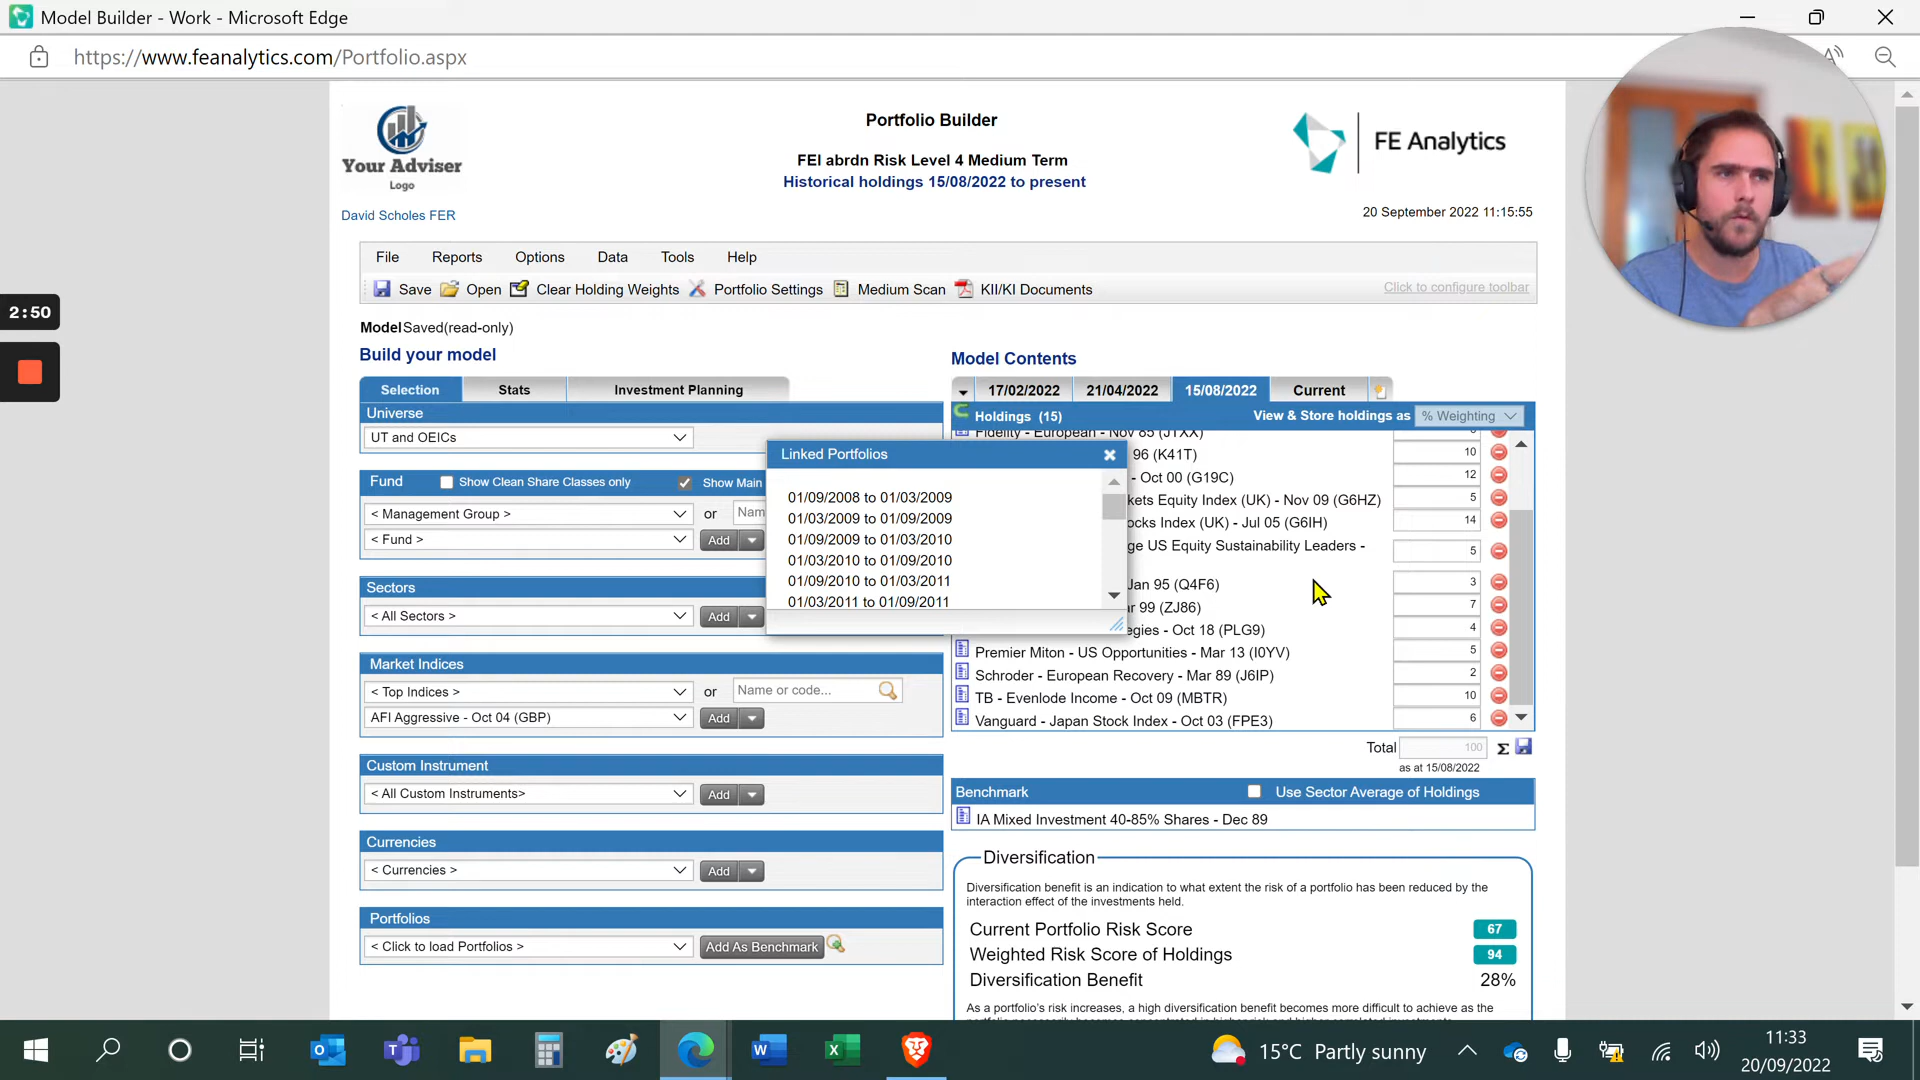 Model Builder - Work - Microsoft Edge
https://www.feanalytics.com/Portfolio.aspx
Your Adviser
Logo
Portfolio Builder
FEI abrdn Risk Level 4 Medium Term
Historical holdings 15/08/2022 to present
FE Analytics
David Scholes FER
20 September 2022 11:15:55
File Reports Options Data Tools Help
Save Open Clear Holding Weights Portfolio Settings Medium Scan KII/KI Documents Click to configure toolbar
2:50
ModelSaved(read-only)
Build your model
Selection Stats Investment Planning
Universe
UT and OEICs
Fund Show Clean Share Classes only Show Main
< Management Group > or Nam
< Fund > Add
Sectors
< All Sectors > Add
Market Indices
< Top Indices > or Name or code...
AFI Aggressive - Oct 04 (GBP) Add
Custom Instrument
< All Custom Instruments> Add
Currencies
< Currencies > Add
Portfolios
< Click to load Portfolios > Add As Benchmark
Linked Portfolios
01/09/2008 to 01/03/2009
01/03/2009 to 01/09/2009
01/09/2009 to 01/03/2010
01/03/2010 to 01/09/2010
01/09/2010 to 01/03/2011
01/03/2011 to 01/09/2011
Model Contents
17/02/2022 21/04/2022 15/08/2022 Current
Holdings (15) View & Store holdings as % Weighting
Fidelity - European - Nov 85 (JTXX)
96 (K41T) 10
- Oct 00 (G19C) 12
kets Equity Index (UK) - Nov 09 (G6HZ) 5
ocks Index (UK) - Jul 05 (G6IH) 14
ge US Equity Sustainability Leaders - 5
Jan 95 (Q4F6) 3
ar 99 (ZJ86) 7
egies - Oct 18 (PLG9) 4
Premier Miton - US Opportunities - Mar 13 (I0YV) 5
Schroder - European Recovery - Mar 89 (J6IP) 2
TB - Evenlode Income - Oct 09 (MBTR) 10
Vanguard - Japan Stock Index - Oct 03 (FPE3) 6
Total 100 Σ
as at 15/08/2022
Benchmark Use Sector Average of Holdings
IA Mixed Investment 40-85% Shares - Dec 89
Diversification
Diversification benefit is an indication to what extent the risk of a portfolio has been reduced by the
interaction effect of the investments held.
Current Portfolio Risk Score 67
Weighted Risk Score of Holdings 94
Diversification Benefit 28%
As a portfolio's risk increases, a high diversification benefit becomes more difficult to achieve as the
15°C Partly sunny
11:33
20/09/2022